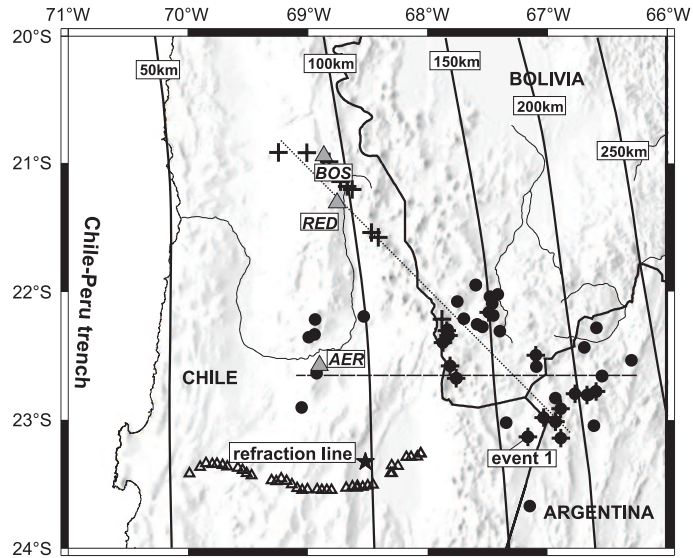 71°W 70°W 69°W 68°W 67°W 66°W
20°S
50km
100km
150km
BOLIVIA
200km
21°S
250km
BOS
RED
Chile-Peru trench
22°S
AER
CHILE
23°S
refraction line
event 1
ARGENTINA
24°S